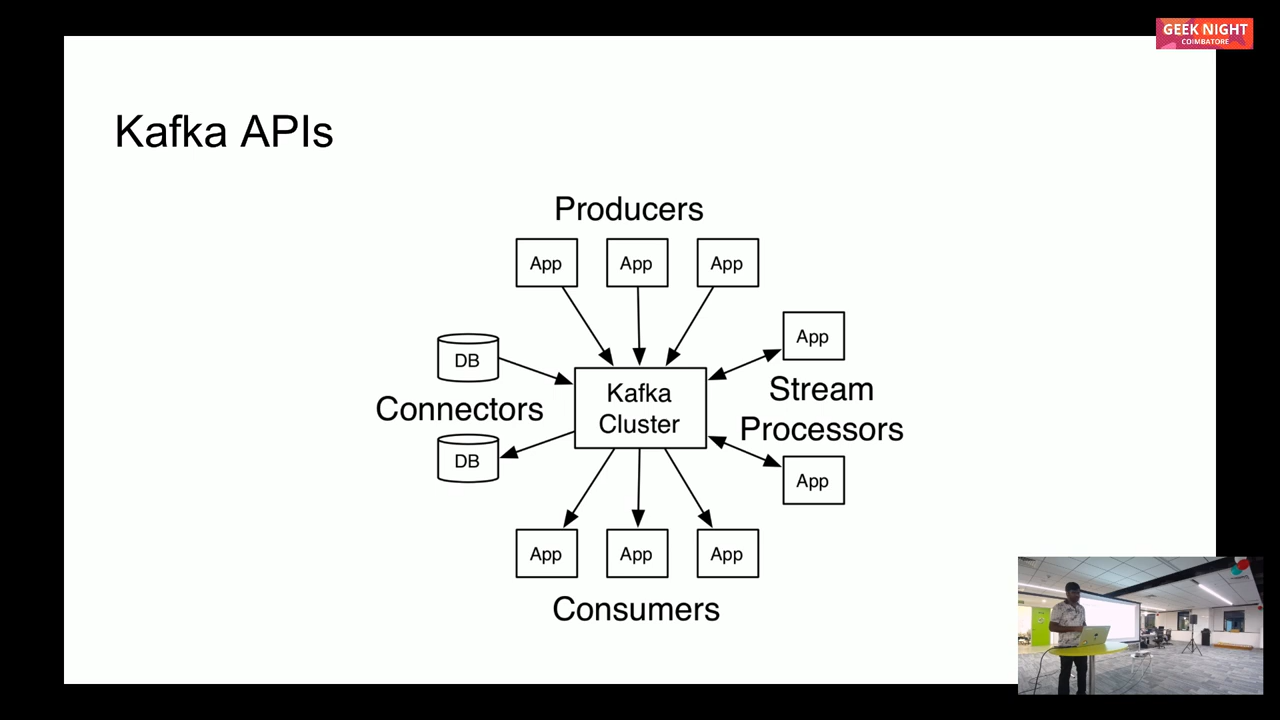 GEEK NIGHT
COIMBATORE
Kafka APIs
Producers
App App App
App
DB
Kafka
Cluster
Stream
Processors
Connectors
DB
App
App App App
Consumers